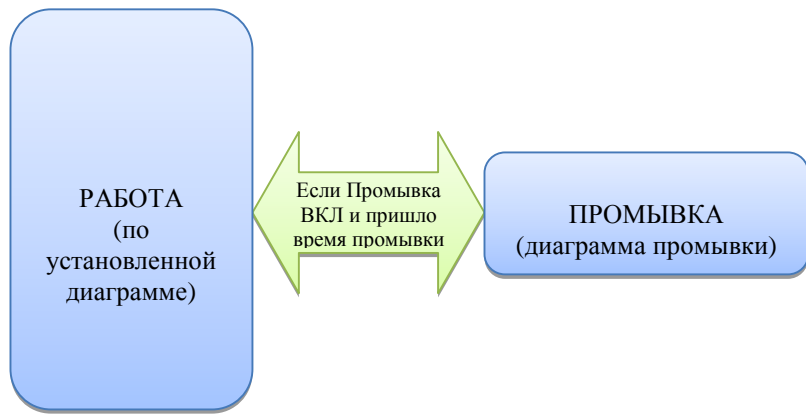 РАБОТА
(по
установленной
диаграмме)
Если Промывка
ВКЛ и пришло
время промывки
ПРОМЫВКА
(диаграмма промывки)